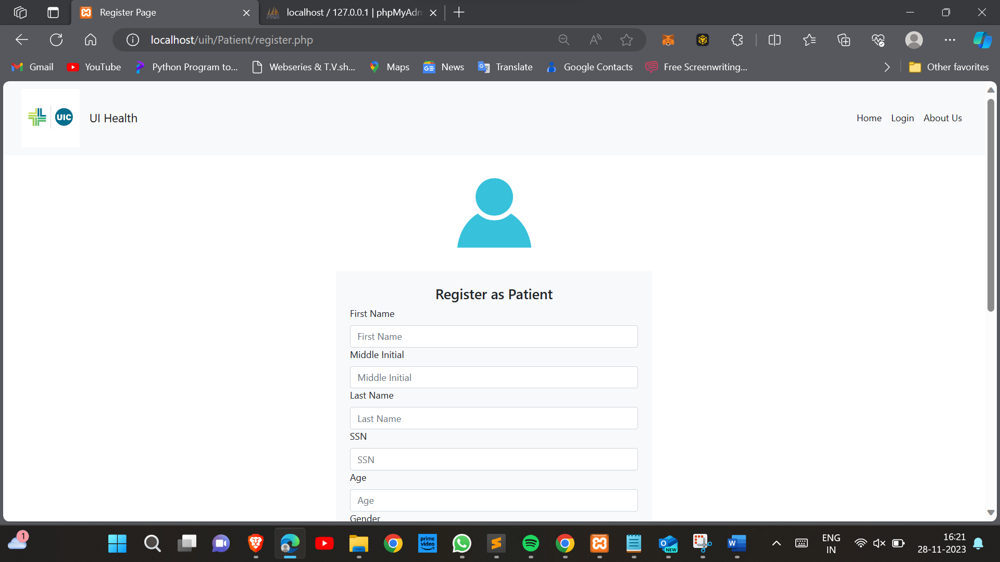 Register Page
localhost / 127.0.0.1 | phpMyAdm
localhost/uih/Patient/register.php
Gmail
YouTube
Python Program to...
Webseries & T.V.sh...
Maps
News
Translate
Google Contacts
Free Screenwriting...
Other favorites
UIC
UI Health
Home
Login
About Us
Register as Patient
First Name
First Name
Middle Initial
Middle Initial
Last Name
Last Name
SSN
SSN
Age
Age
Gender
1
prime
video
NEW
ENG
IN
16:21
28-11-2023